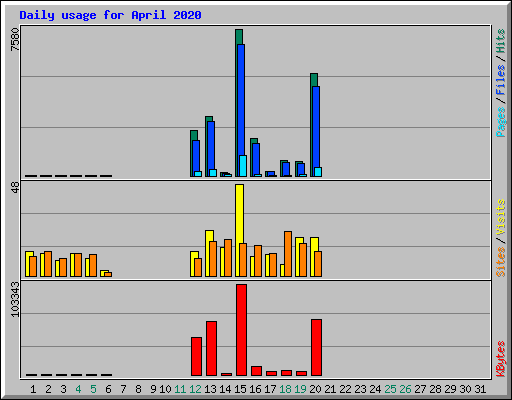 Daily usage for April 2020
7580
Pages / Files / Hits
48
Sites / Visits
103343
KBytes
1 2 3 4 5 6 7 8 9 10 11 12 13 14 15 16 17 18 19 20 21 22 23 24 25 26 27 28 29 30 31